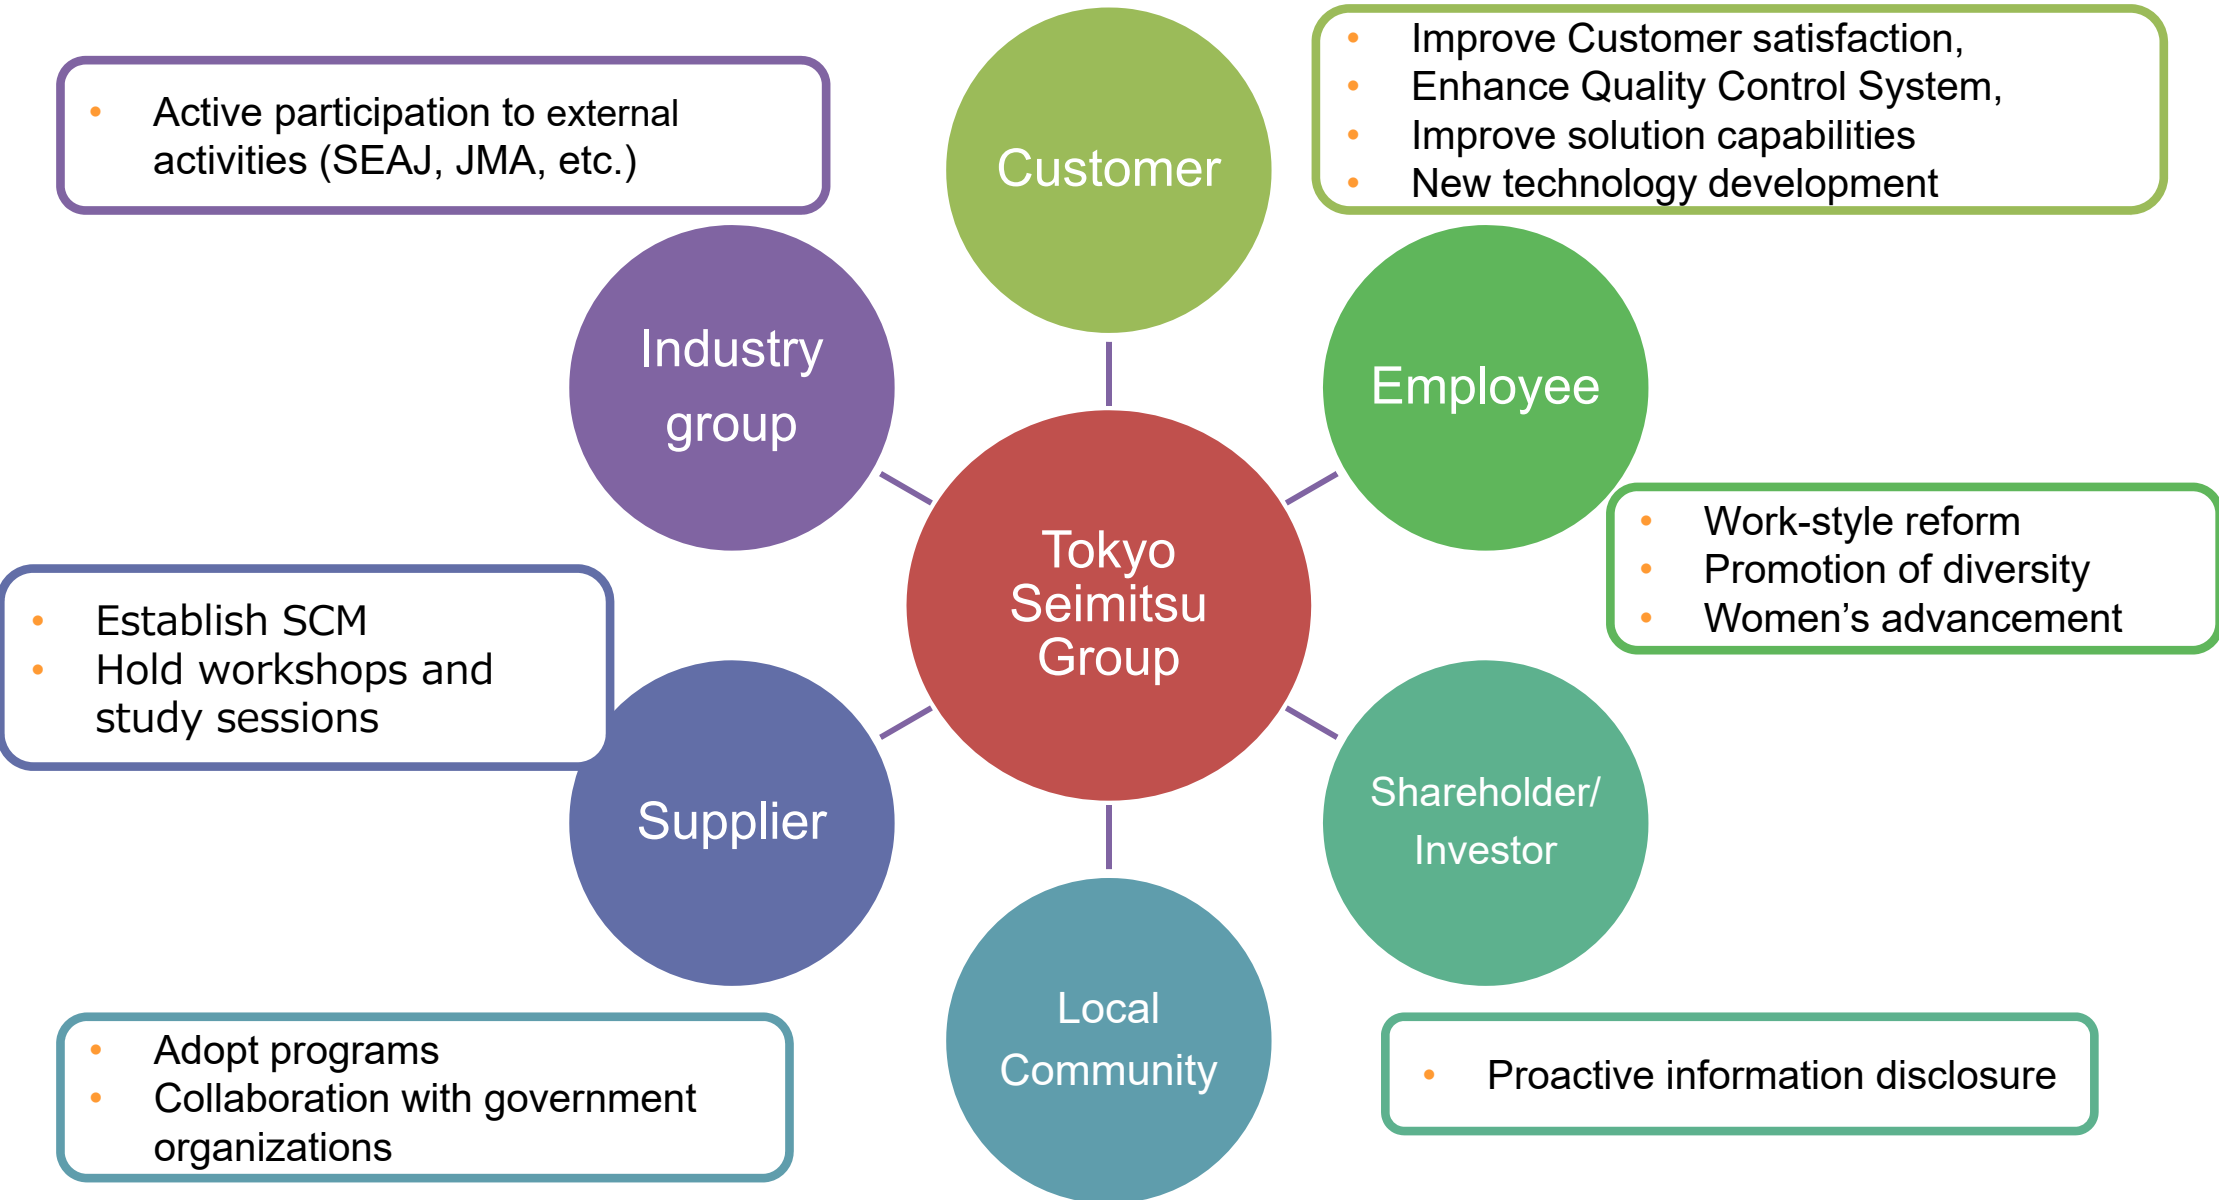 Customer
• Improve Customer satisfaction,
• Enhance Quality Control System,
• Improve solution capabilities
• New technology development
• Active participation to external
activities (SEAJ, JMA, etc.)
Industry
group
Employee
• Work-style reform
• Promotion of diversity
• Women’s advancement
Tokyo
Seimitsu
Group
• Establish SCM
• Hold workshops and
study sessions
Supplier
Shareholder/
Investor
Local
Community
• Adopt programs
• Collaboration with government
organizations
• Proactive information disclosure